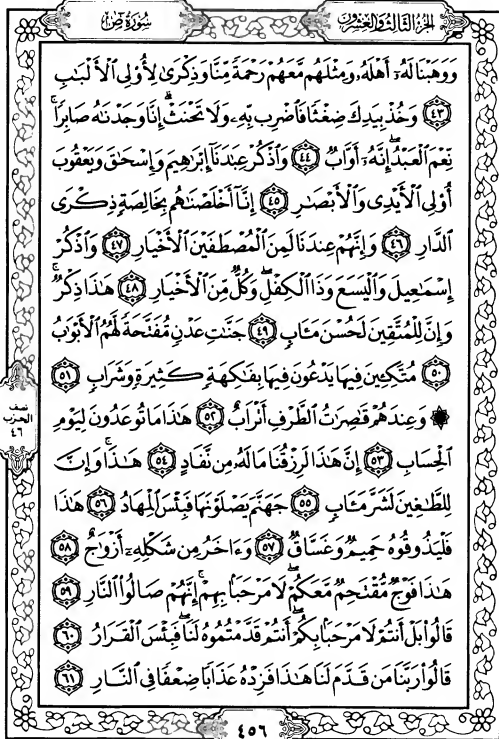 الجزء الثالث والعشرون
سورة ص
وَوَهَبْنَا لَهُۥٓ أَهْلَهُۥ وَمِثْلَهُم مَّعَهُمْ رَحْمَةً مِّنَّا وَذِكْرَىٰ لِأُو۟لِى ٱلْأَلْبَـٰبِ
٤٣ وَخُذْ بِيَدِكَ ضِغْثًا فَٱضْرِب بِّهِۦ وَلَا تَحْنَثْ ۗ إِنَّا وَجَدْنَـٰهُ صَابِرًا ۚ
نِّعْمَ ٱلْعَبْدُ ۖ إِنَّهُۥٓ أَوَّابٌ ٤٤ وَٱذْكُرْ عِبَـٰدَنَآ إِبْرَٰهِيمَ وَإِسْحَـٰقَ وَيَعْقُوبَ
أُو۟لِى ٱلْأَيْدِى وَٱلْأَبْصَـٰرِ ٤٥ إِنَّآ أَخْلَصْنَـٰهُم بِخَالِصَةٍ ذِكْرَى
ٱلدَّارِ ٤٦ وَإِنَّهُمْ عِندَنَا لَمِنَ ٱلْمُصْطَفَيْنَ ٱلْأَخْيَارِ ٤٧ وَٱذْكُرْ
إِسْمَـٰعِيلَ وَٱلْيَسَعَ وَذَا ٱلْكِفْلِ ۖ وَكُلٌّ مِّنَ ٱلْأَخْيَارِ ٤٨ هَـٰذَا ذِكْرٌ ۚ
وَإِنَّ لِلْمُتَّقِينَ لَحُسْنَ مَـَٔابٍ ٤٩ جَنَّـٰتِ عَدْنٍ مُّفَتَّحَةً لَّهُمُ ٱلْأَبْوَٰبُ
٥٠ مُتَّكِـِٔينَ فِيهَا يَدْعُونَ فِيهَا بِفَـٰكِهَةٍ كَثِيرَةٍ وَشَرَابٍ ٥١
۞ وَعِندَهُمْ قَـٰصِرَٰتُ ٱلطَّرْفِ أَتْرَابٌ ٥٢ هَـٰذَا مَا تُوعَدُونَ لِيَوْمِ
ٱلْحِسَابِ ٥٣ إِنَّ هَـٰذَا لَرِزْقُنَا مَا لَهُۥ مِن نَّفَادٍ ٥٤ هَـٰذَا ۚ وَإِنَّ
لِلطَّـٰغِينَ لَشَرَّ مَـَٔابٍ ٥٥ جَهَنَّمَ يَصْلَوْنَهَا فَبِئْسَ ٱلْمِهَادُ ٥٦ هَـٰذَا
فَلْيَذُوقُوهُ حَمِيمٌ وَغَسَّاقٌ ٥٧ وَءَاخَرُ مِن شَكْلِهِۦٓ أَزْوَٰجٌ ٥٨
هَـٰذَا فَوْجٌ مُّقْتَحِمٌ مَّعَكُمْ ۖ لَا مَرْحَبًۢا بِهِمْ ۚ إِنَّهُمْ صَالُوا۟ ٱلنَّارِ ٥٩
قَالُوا۟ بَلْ أَنتُمْ لَا مَرْحَبًۢا بِكُمْ ۖ أَنتُمْ قَدَّمْتُمُوهُ لَنَا ۖ فَبِئْسَ ٱلْقَرَارُ ٦٠
قَالُوا۟ رَبَّنَا مَن قَدَّمَ لَنَا هَـٰذَا فَزِدْهُ عَذَابًا ضِعْفًا فِى ٱلنَّارِ ٦١
نصف
الحزب
٤٦
٤٥٦